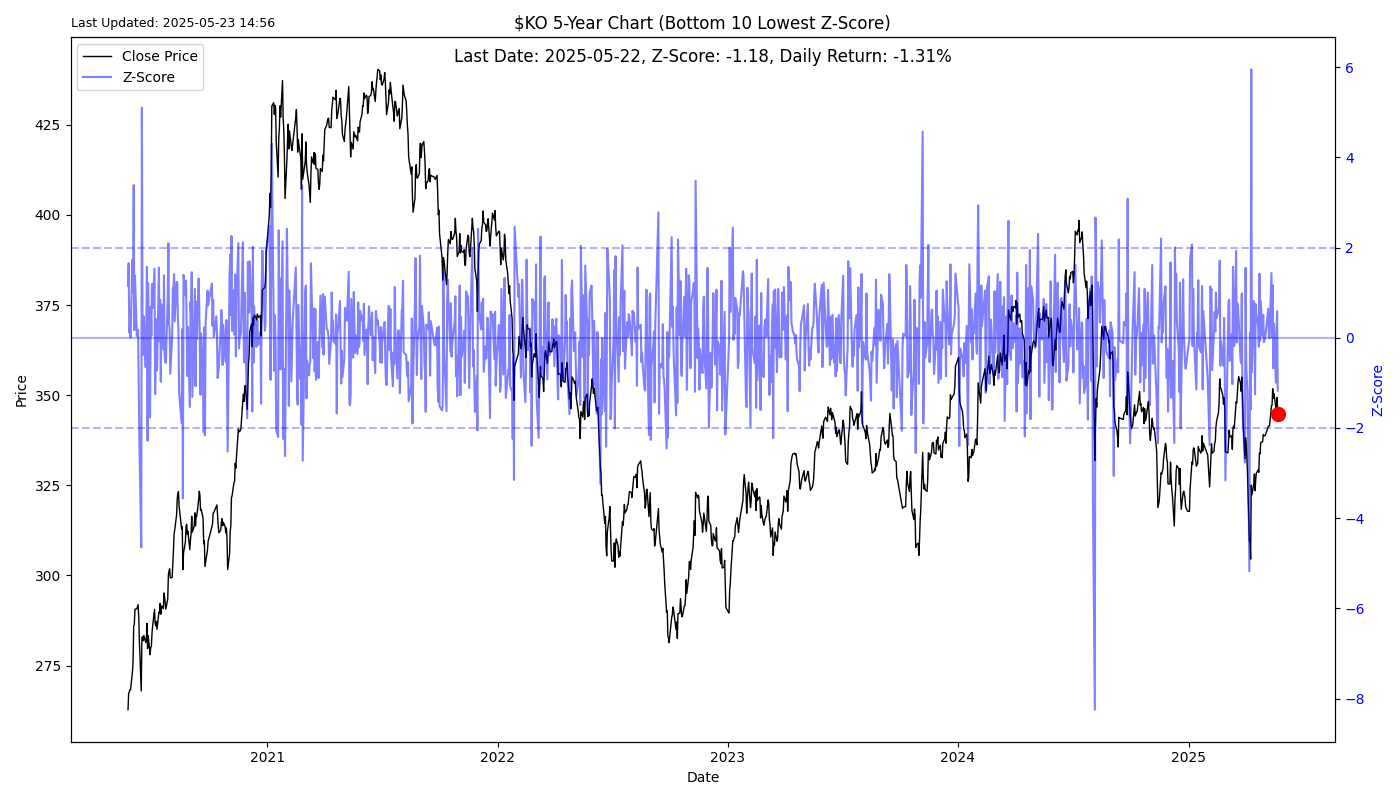 Last Updated: 2025-05-23 14:56
$KO 5-Year Chart (Bottom 10 Lowest Z-Score)
Last Date: 2025-05-22, Z-Score: -1.18, Daily Return: -1.31%
Close Price
Z-Score
425
400
375
350
325
300
275
Price
6
4
2
0
−2
−4
−6
−8
Z-Score
2021
2022
2023
2024
2025
Date